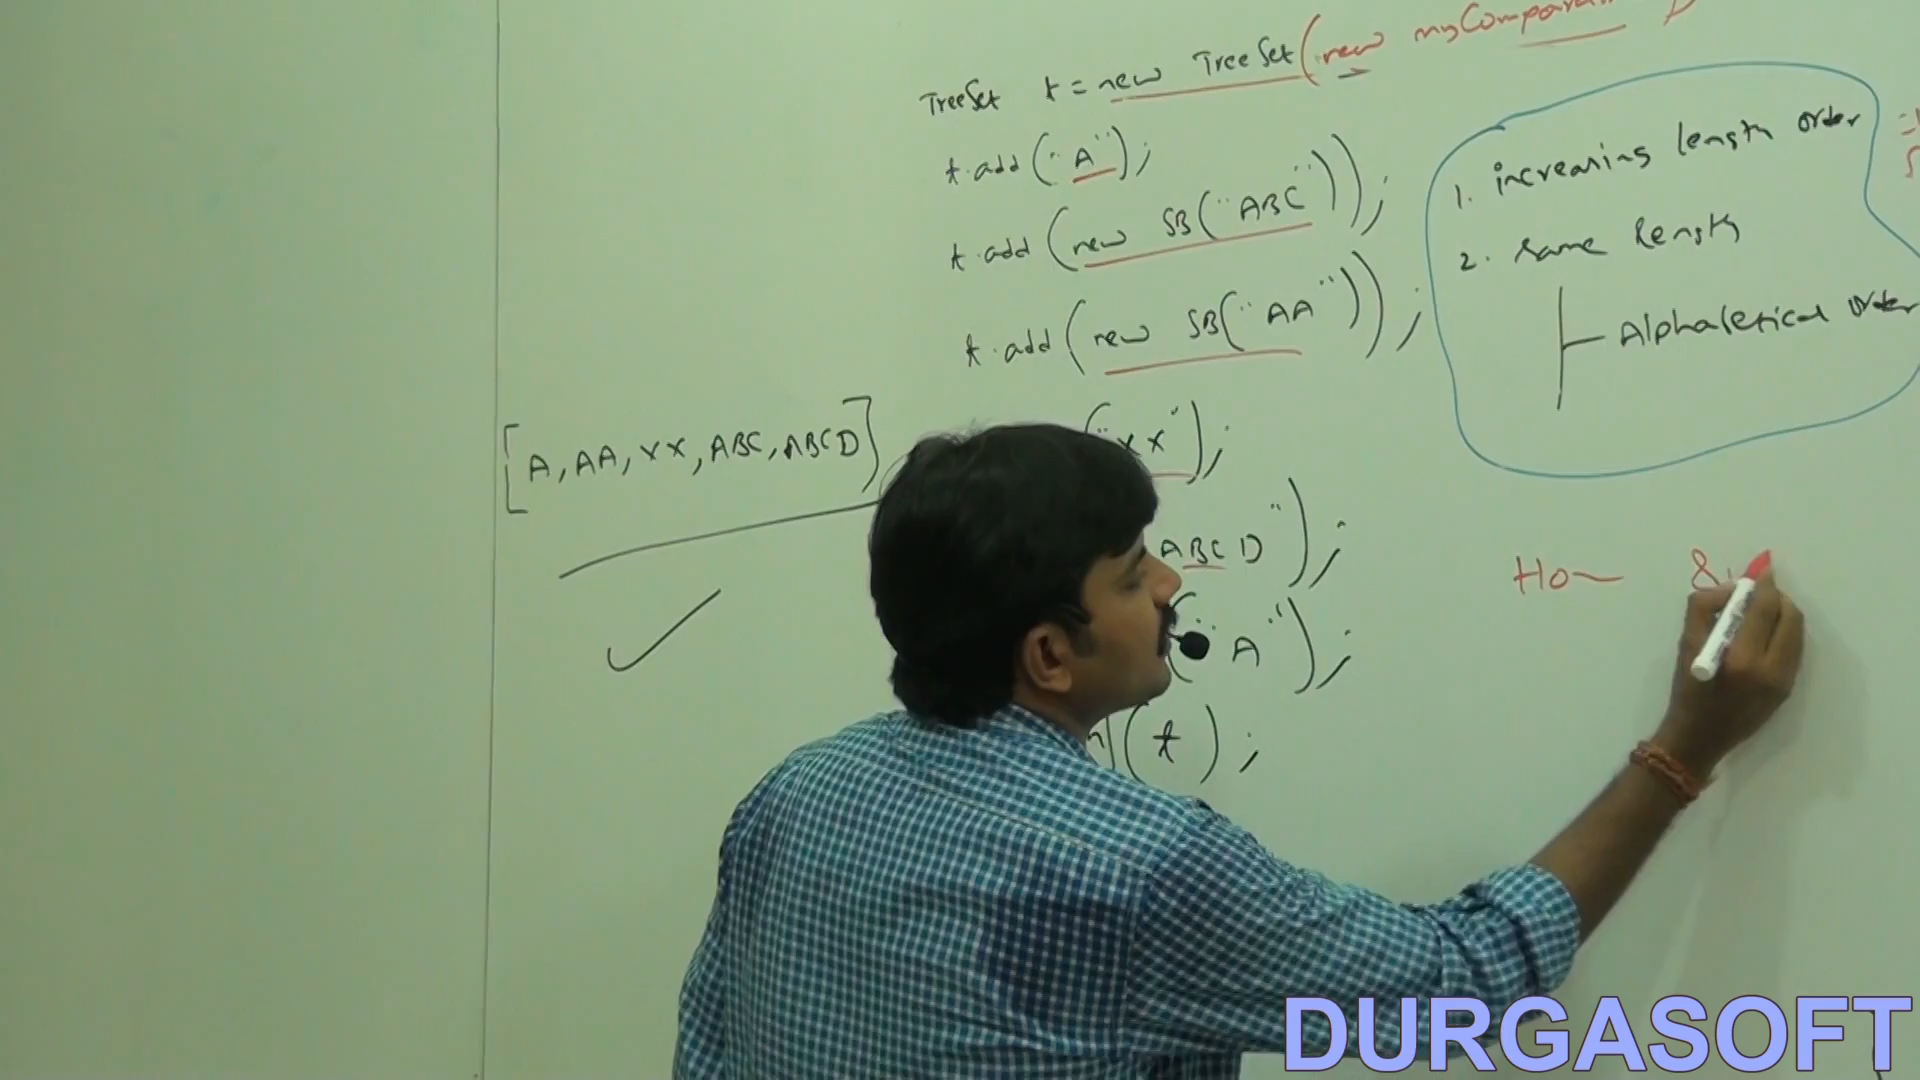 TreeSet t = new TreeSet(new myComparat
t.add("A");
t.add(new SB("ABC"));
t.add(new SB("AA"));
("XX");
ABCD");
("A");
(t);
[A, AA, XX, ABC, ABCD]
1. increasing length order
2. same length
Alphabetical order
DURGASOFT